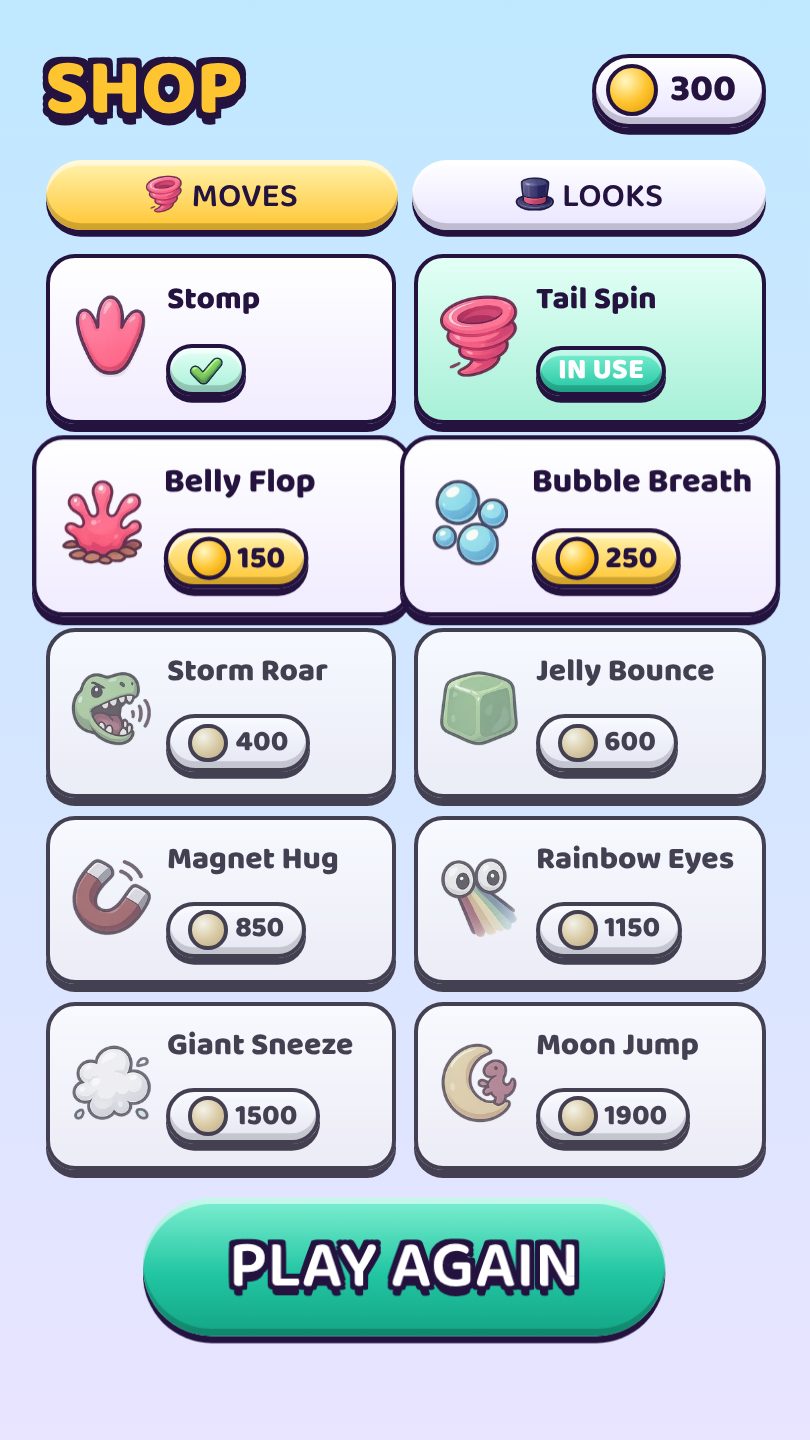 SHOP
300
MOVES
LOOKS
Stomp
Tail Spin
IN USE
Belly Flop
150
Bubble Breath
250
Storm Roar
400
Jelly Bounce
600
Magnet Hug
850
Rainbow Eyes
1150
Giant Sneeze
1500
Moon Jump
1900
PLAY AGAIN